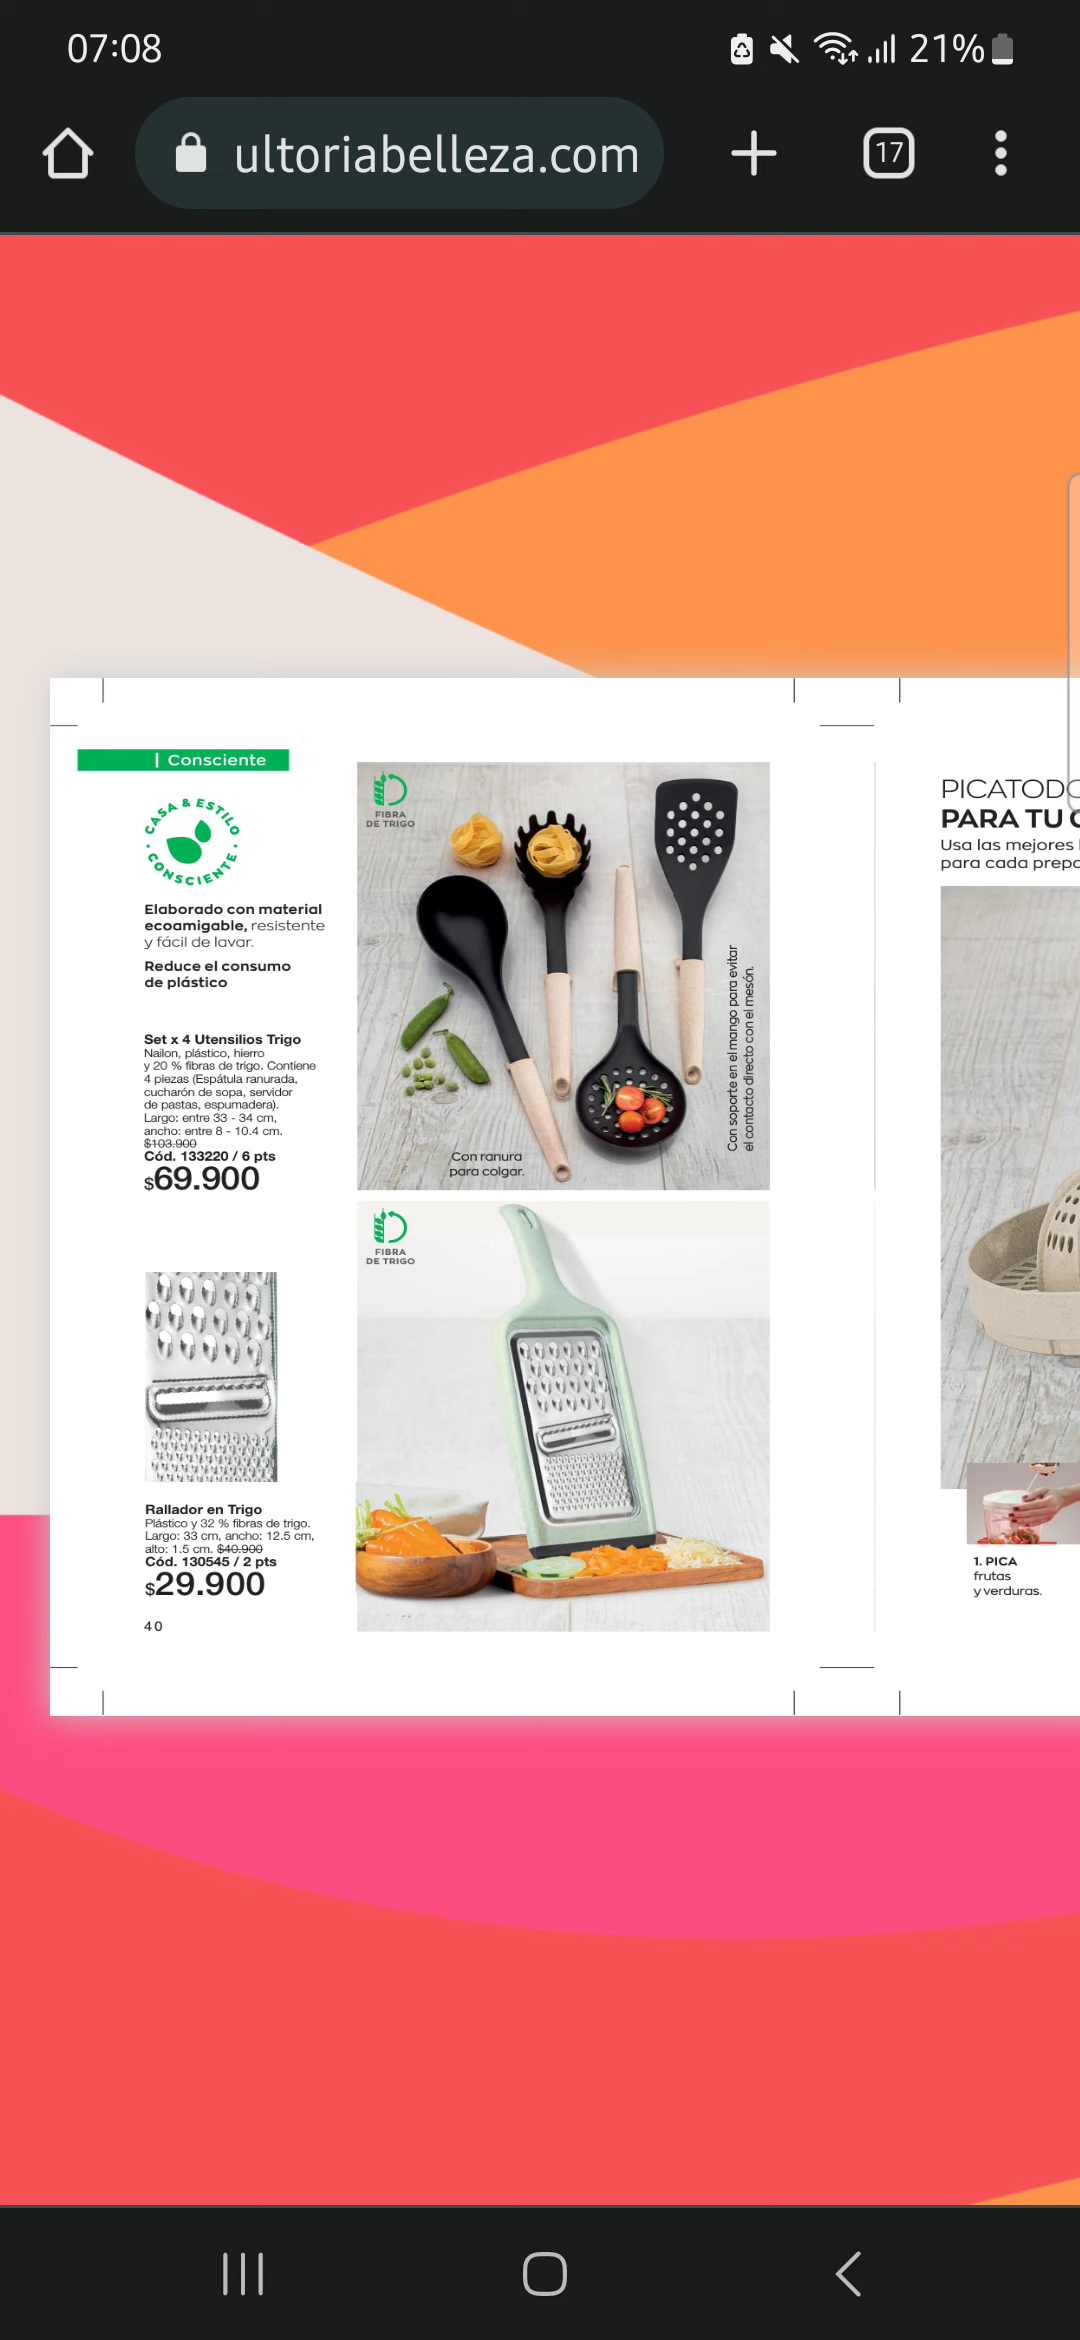 07:08
21%
ultoriabelleza.com
17
| Consciente
CASA & ESTILO
· CONSCIENTE ·
Elaborado con material
ecoamigable, resistente
y fácil de lavar.
Reduce el consumo
de plástico
Set x 4 Utensilios Trigo
Nailon, plástico, hierro
y 20 % fibras de trigo. Contiene
4 piezas (Espátula ranurada,
cucharón de sopa, servidor
de pastas, espumadera).
Largo: entre 33 - 34 cm,
ancho: entre 8 - 10.4 cm.
$103.900
Cód. 133220 / 6 pts
$69.900
FIBRA
DE TRIGO
Con soporte en el mango para evitar
el contacto directo con el mesón.
Con ranura
para colgar.
FIBRA
DE TRIGO
Rallador en Trigo
Plástico y 32 % fibras de trigo.
Largo: 33 cm, ancho: 12.5 cm,
alto: 1.5 cm. $40.900
Cód. 130545 / 2 pts
$29.900
40
PICATOD
PARA TU
Usa las mejores
para cada prepa
1. PICA
frutas
y verduras.